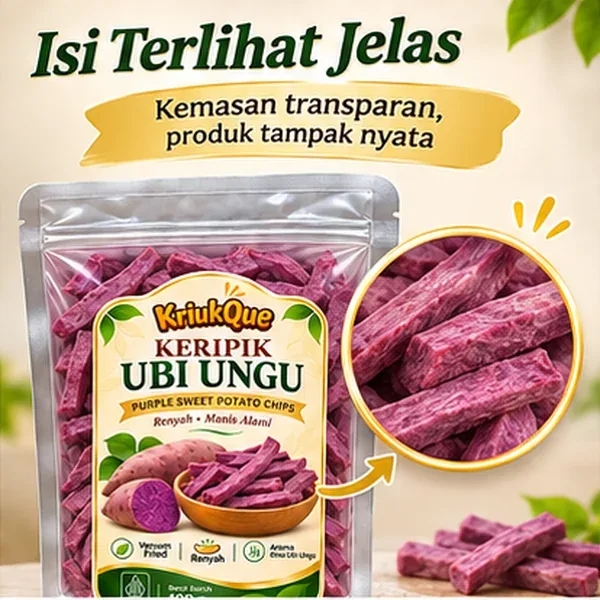 Isi Terlihat Jelas
Kemasan transparan,
produk tampak nyata
KriukQue
KERIPIK
UBI UNGU
PURPLE SWEET POTATO CHIPS
Renyah • Manis Alami
Fried
Renyah
Aroma